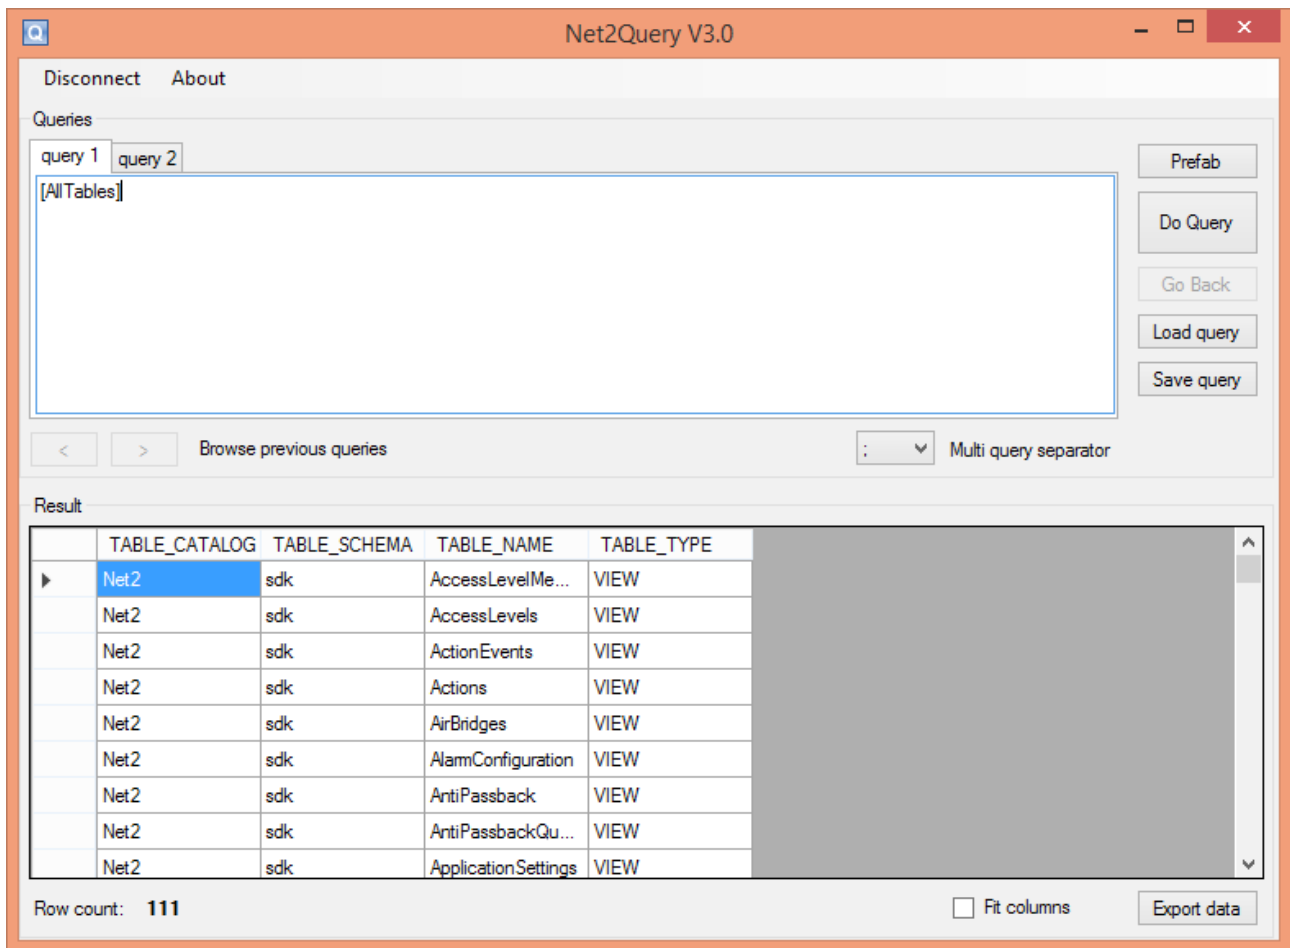 Net2Query V3.0
Disconnect About
Queries
query 1 query 2
Prefab
[AllTables]
Do Query
Go Back
Load query
Save query
< > Browse previous queries ; Multi query separator
Result
TABLE_CATALOG TABLE_SCHEMA TABLE_NAME TABLE_TYPE
Net2 sdk AccessLevelMe... VIEW
Net2 sdk AccessLevels VIEW
Net2 sdk ActionEvents VIEW
Net2 sdk Actions VIEW
Net2 sdk AirBridges VIEW
Net2 sdk AlarmConfiguration VIEW
Net2 sdk AntiPassback VIEW
Net2 sdk AntiPassbackQu... VIEW
Net2 sdk ApplicationSettings VIEW
Row count: 111 Fit columns Export data